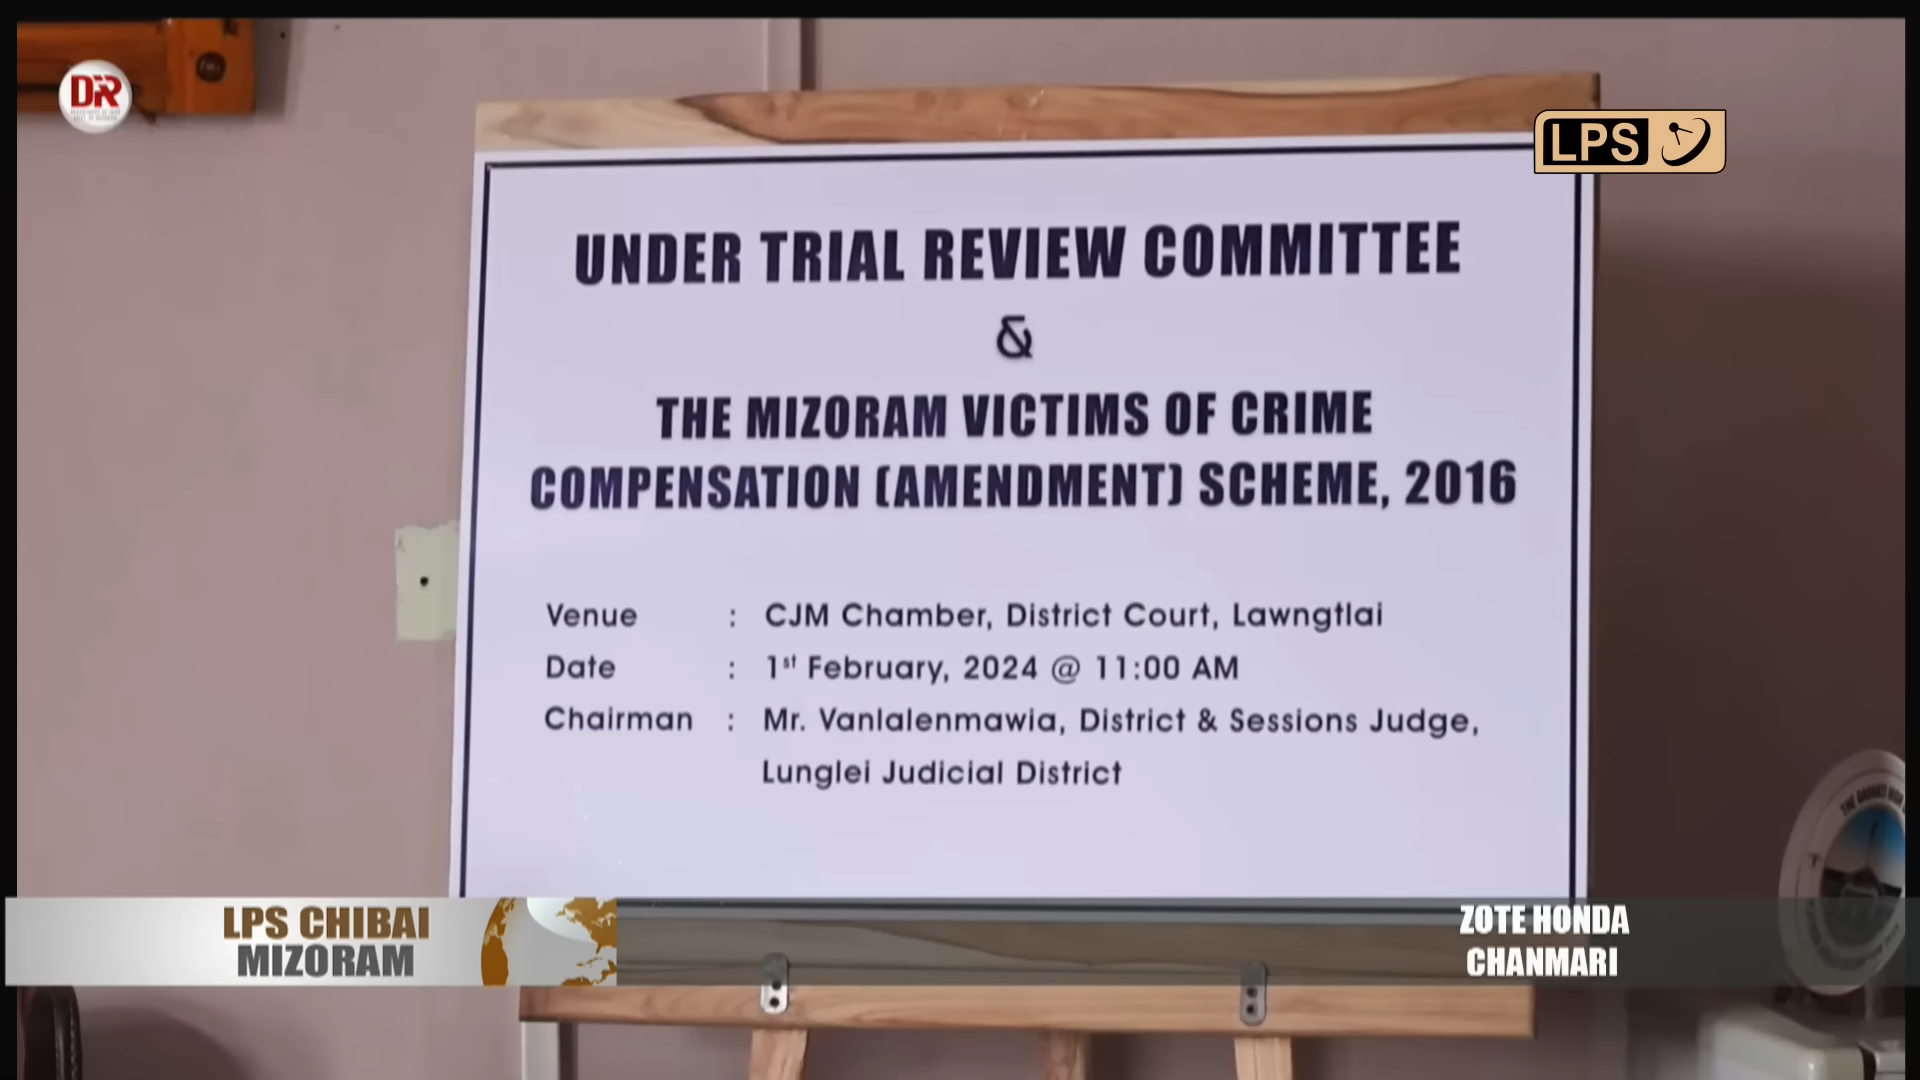 DIR
LPS
UNDER TRIAL REVIEW COMMITTEE
&
THE MIZORAM VICTIMS OF CRIME
COMPENSATION (AMENDMENT) SCHEME, 2016
Venue : CJM Chamber, District Court, Lawngtlai
Date : 1st February, 2024 @ 11:00 AM
Chairman : Mr. Vanlalenmawia, District & Sessions Judge,
Lunglei Judicial District
LPS CHIBAI
MIZORAM
ZOTE HONDA
CHANMARI